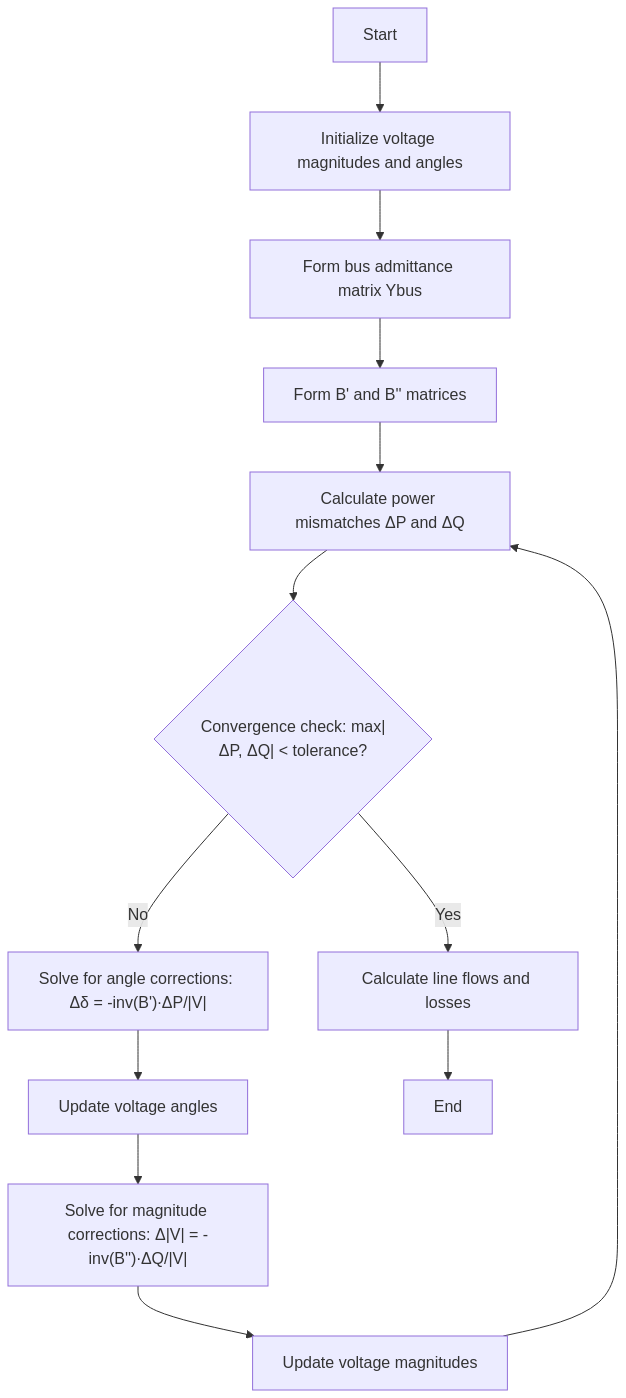 Start
Initialize voltage
magnitudes and angles
Form bus admittance
matrix Ybus
Form B' and B'' matrices
Calculate power
mismatches ΔP and ΔQ
Convergence check: max|
ΔP, ΔQ| < tolerance?
No
Yes
Solve for angle corrections:
Δδ = -inv(B')·ΔP/|V|
Calculate line flows and
losses
Update voltage angles
End
Solve for magnitude
corrections: Δ|V| = -
inv(B'')·ΔQ/|V|
Update voltage magnitudes